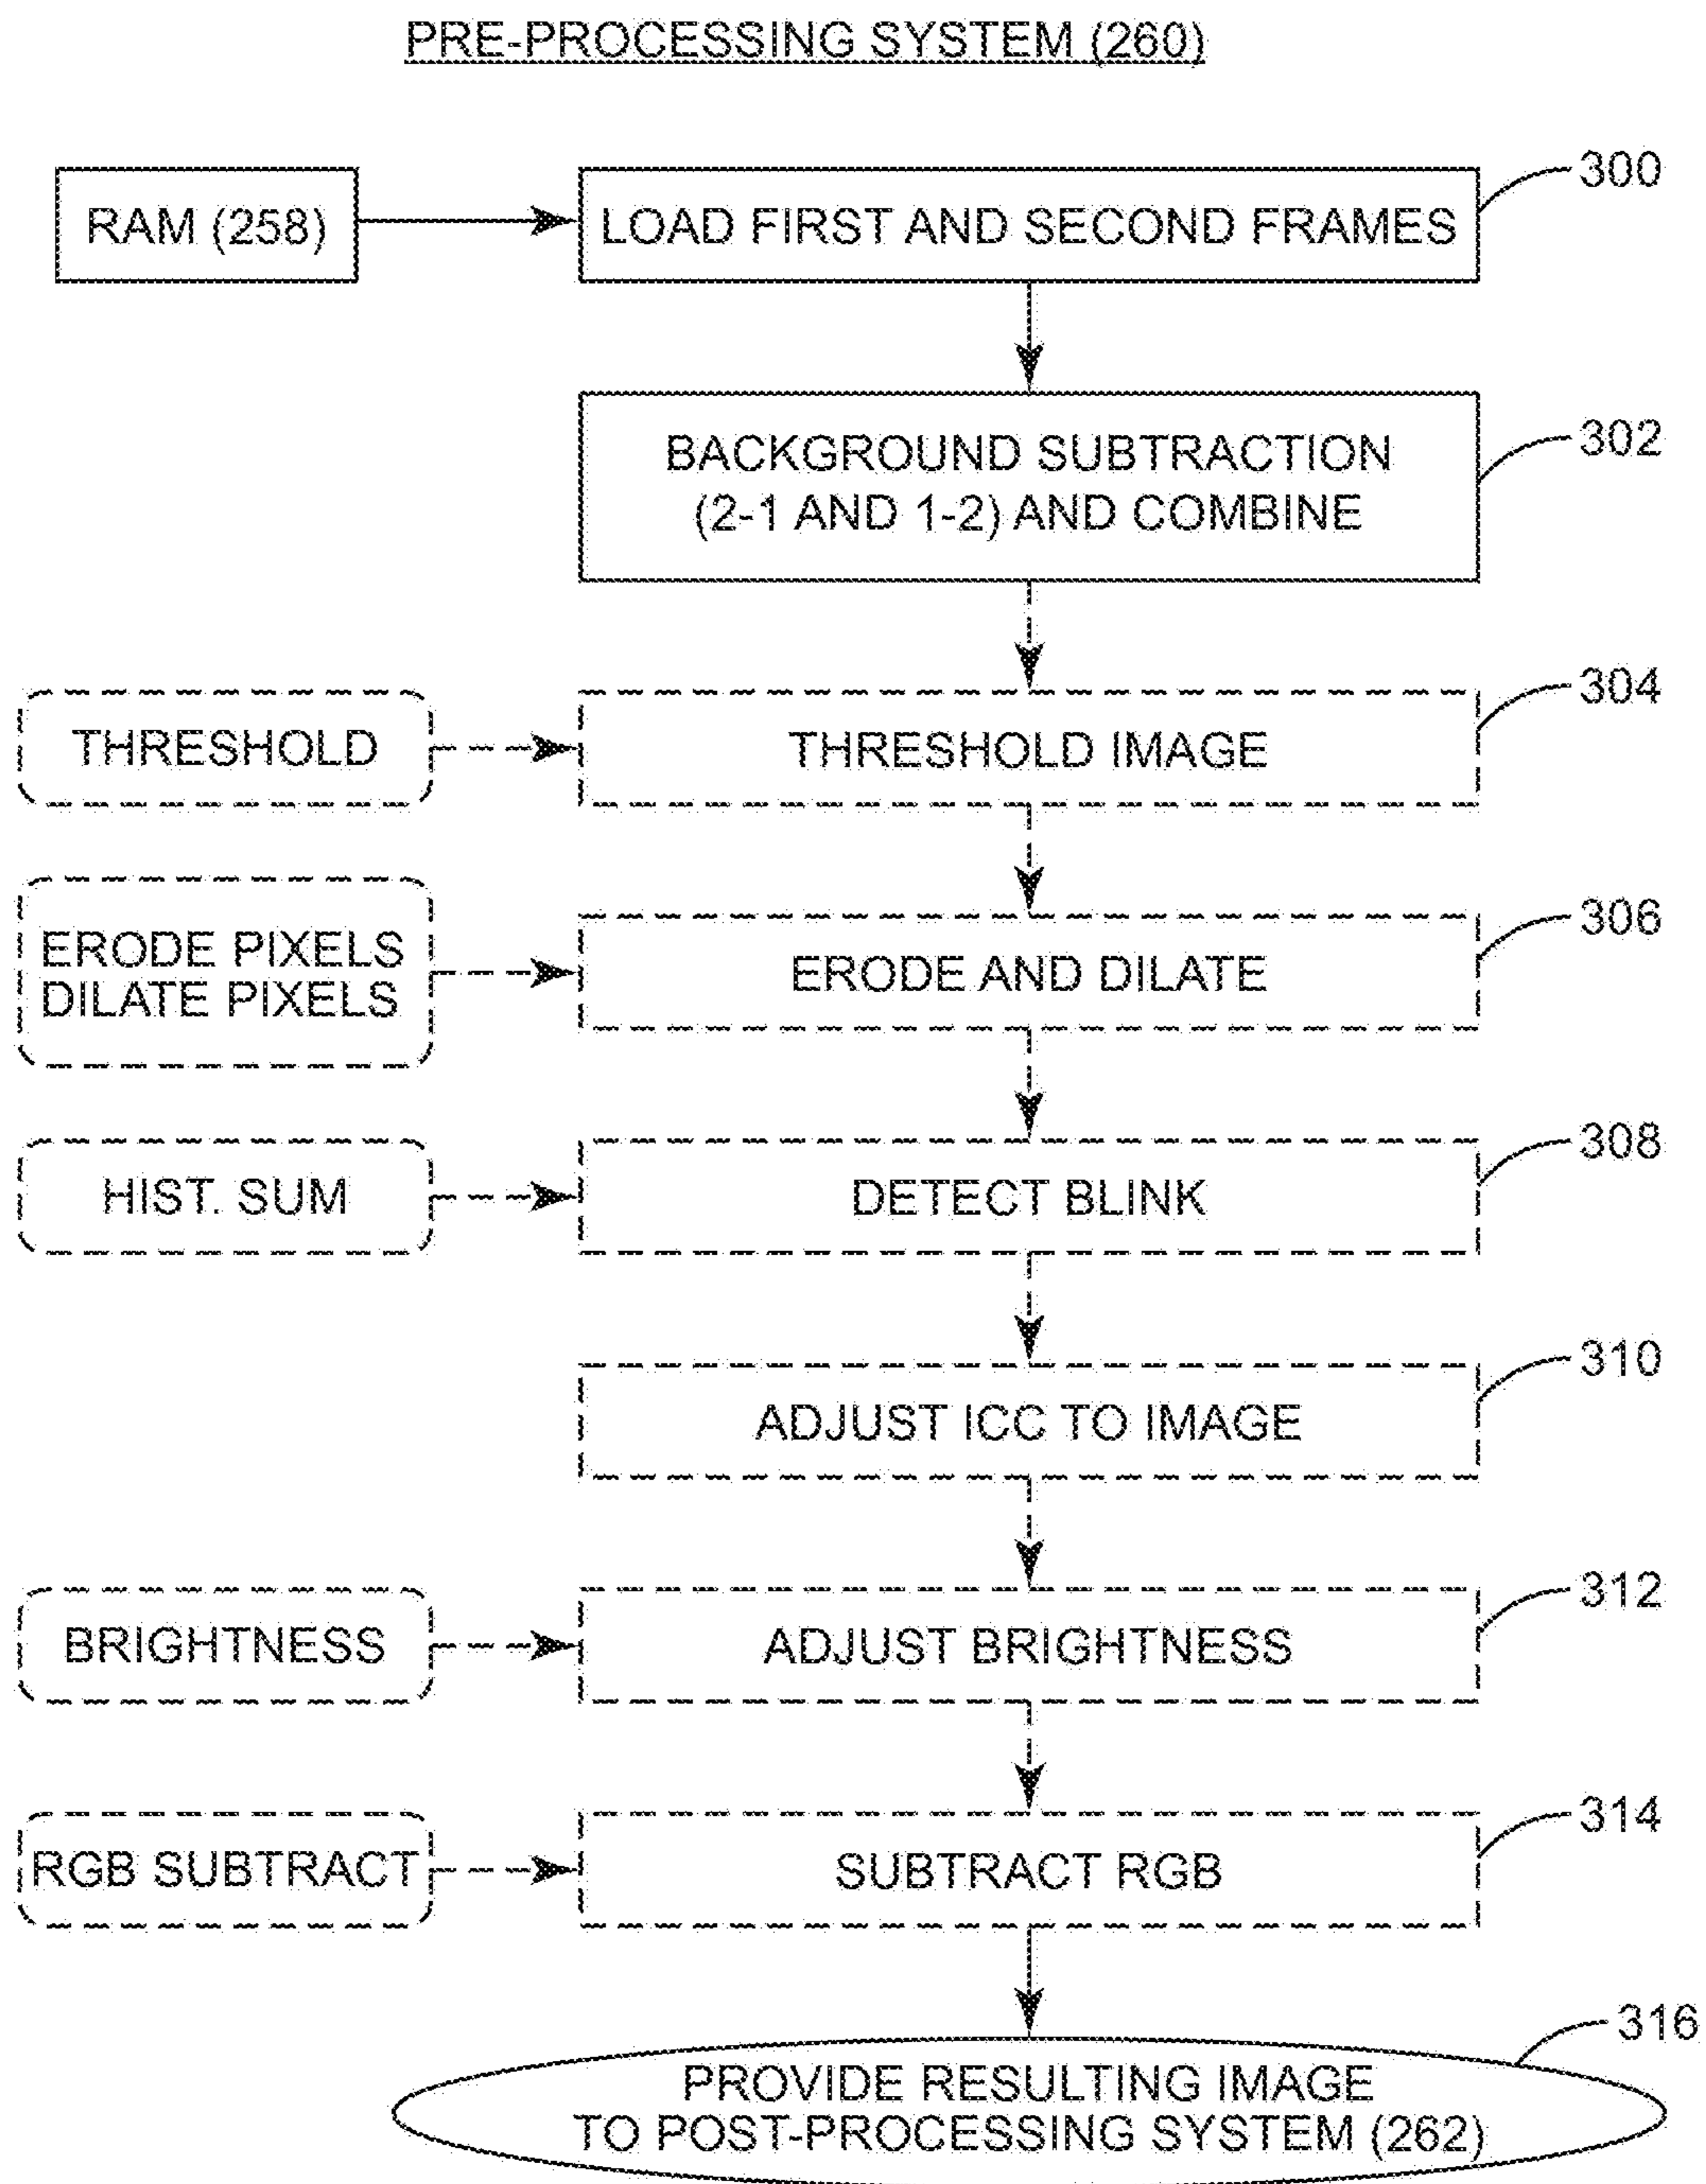 PRE-PROCESSING SYSTEM (260)
300
RAM (258)
LOAD FIRST AND SECOND FRAMES
302
BACKGROUND SUBTRACTION
(2-1 AND 1-2) AND COMBINE
304
THRESHOLD
THRESHOLD IMAGE
306
ERODE PIXELS
DILATE PIXELS
ERODE AND DILATE
308
HIST. SUM
DETECT BLINK
310
ADJUST ICC TO IMAGE
312
BRIGHTNESS
ADJUST BRIGHTNESS
314
RGB SUBTRACT
SUBTRACT RGB
316
PROVIDE RESULTING IMAGE
TO POST-PROCESSING SYSTEM (262)